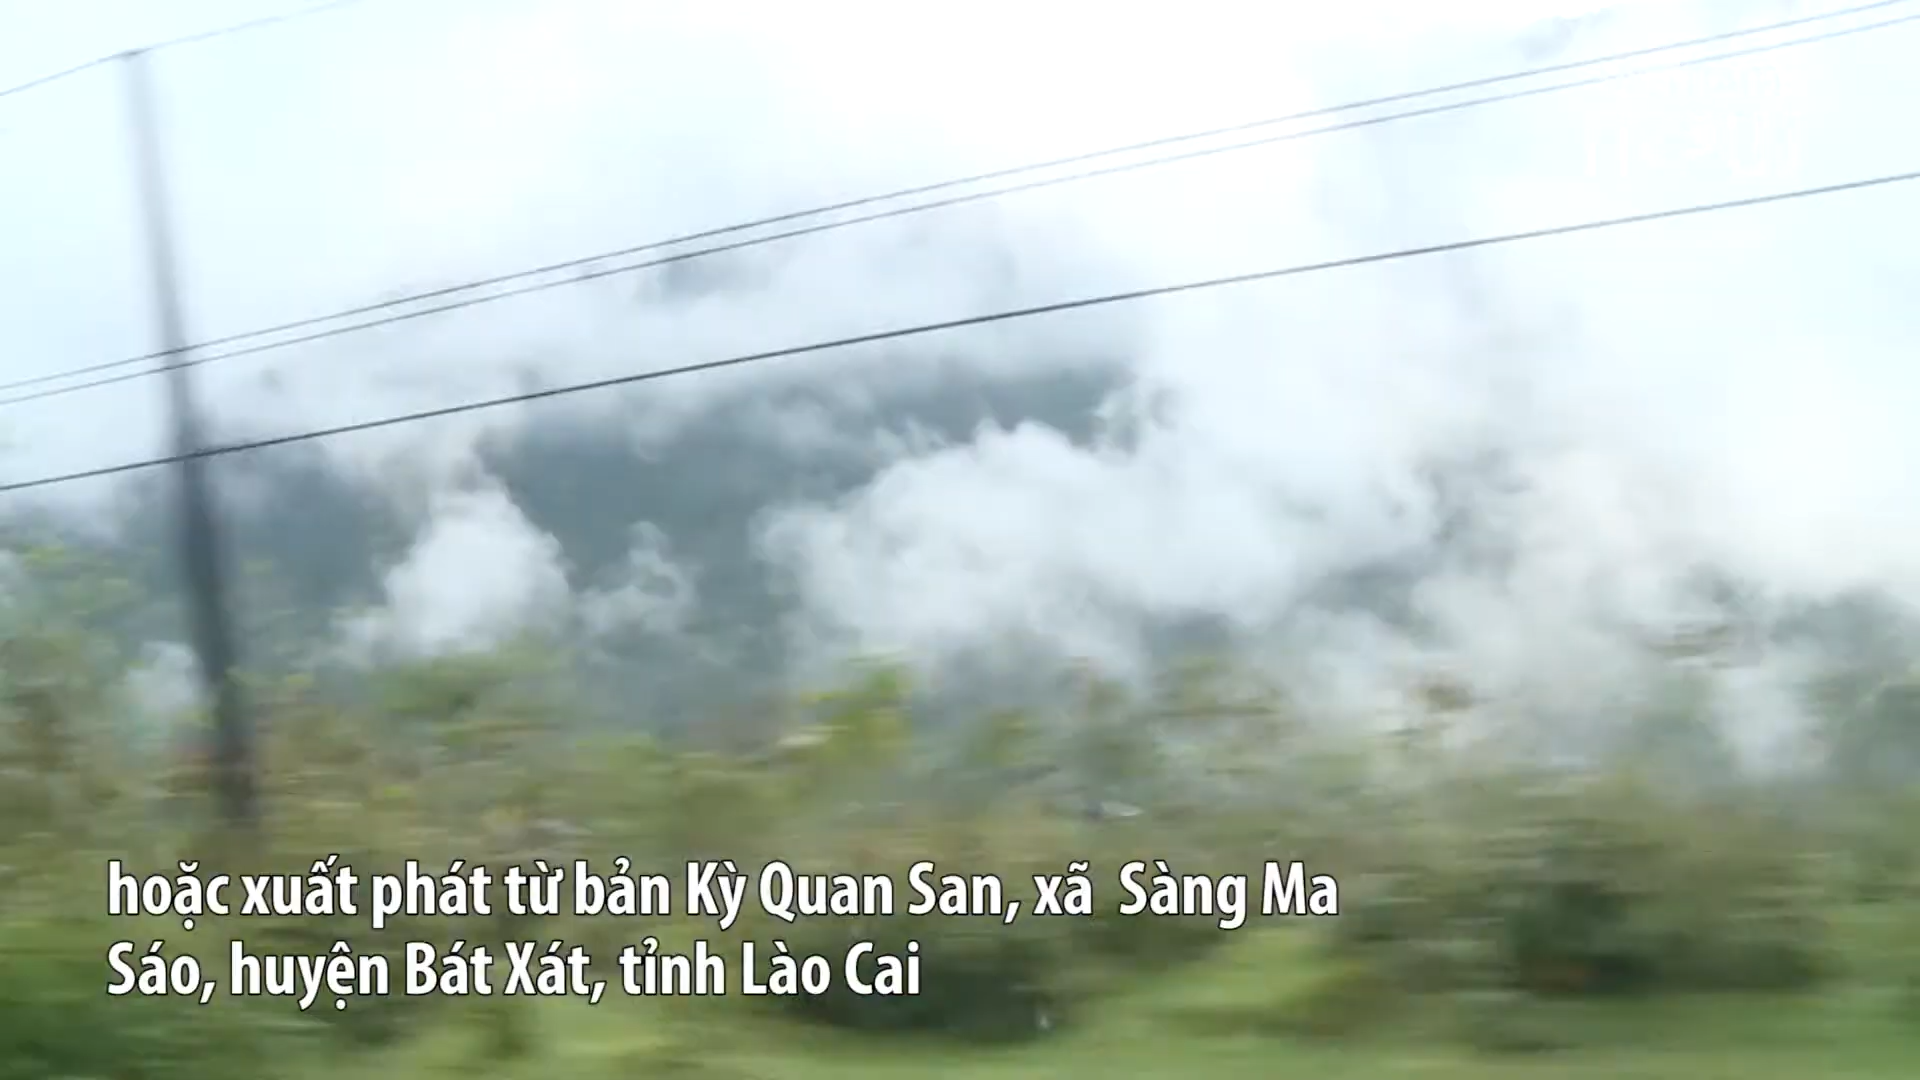 hoặc xuất phát từ bản Kỳ Quan San, xã Sàng Ma
Sáo, huyện Bát Xát, tỉnh Lào Cai